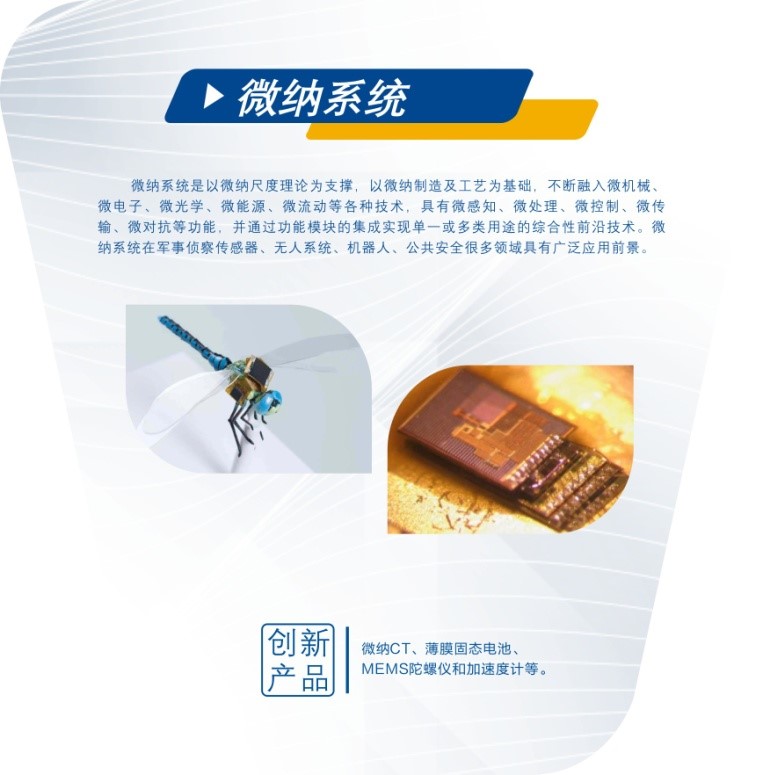 微纳系统
微纳系统是以微纳尺度理论为支撑，以微纳制造及工艺为基础，不断融入微机械、
微电子、微光学、微能源、微流动等各种技术，具有微感知、微处理、微控制、微传
输、微对抗等功能，并通过功能模块的集成实现单一或多类用途的综合性前沿技术。微
纳系统在军事侦察传感器、无人系统、机器人、公共安全很多领域具有广泛应用前景。
创新
产品
微纳CT、薄膜固态电池、
MEMS陀螺仪和加速度计等。